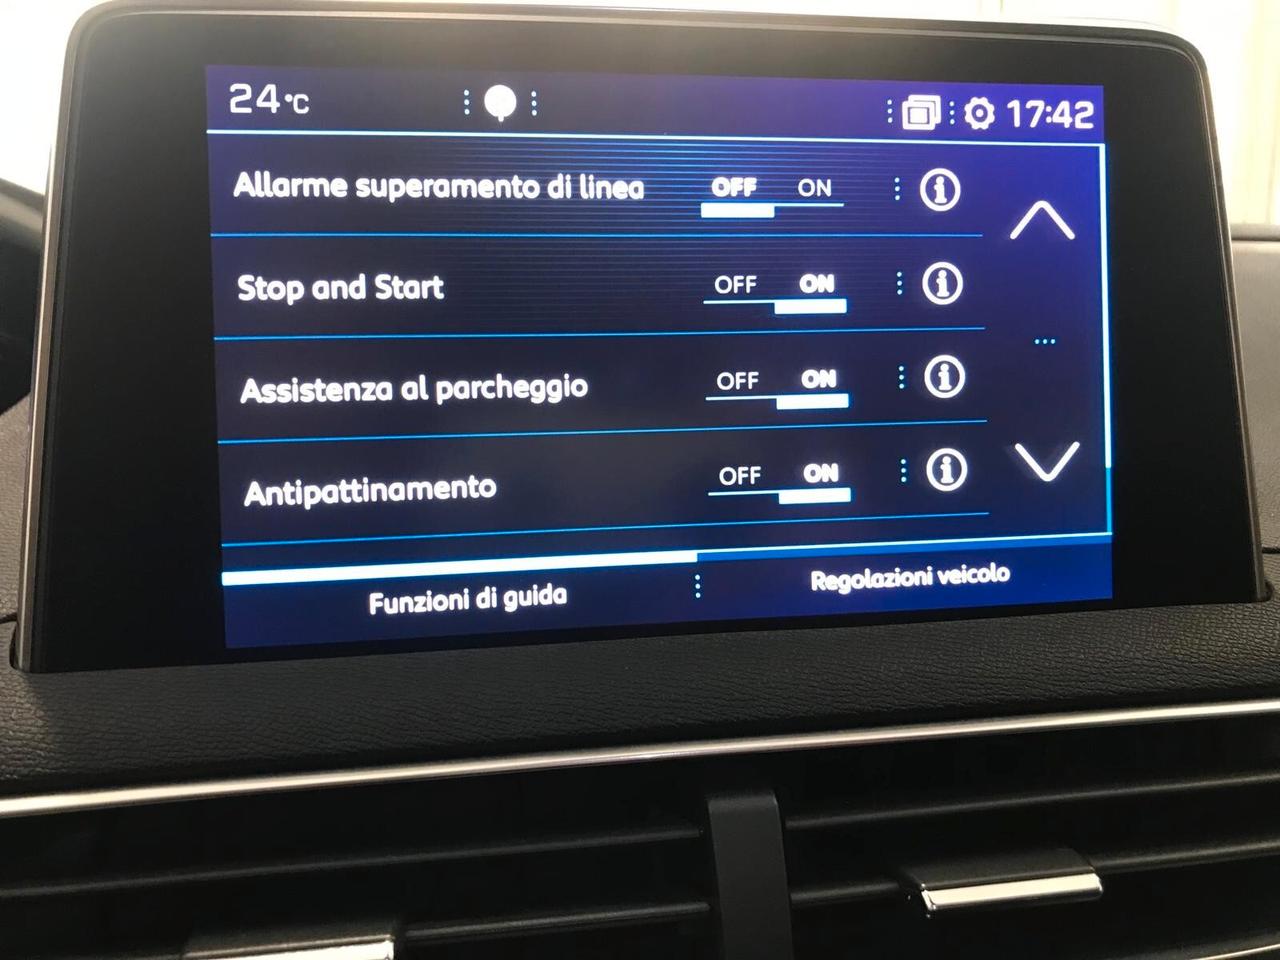 24°C 17:42
Allarme superamento di linea OFF ON i
Stop and Start OFF ON i
Assistenza al parcheggio OFF ON i
Antipattinamento OFF ON i
Funzioni di guida Regolazioni veicolo